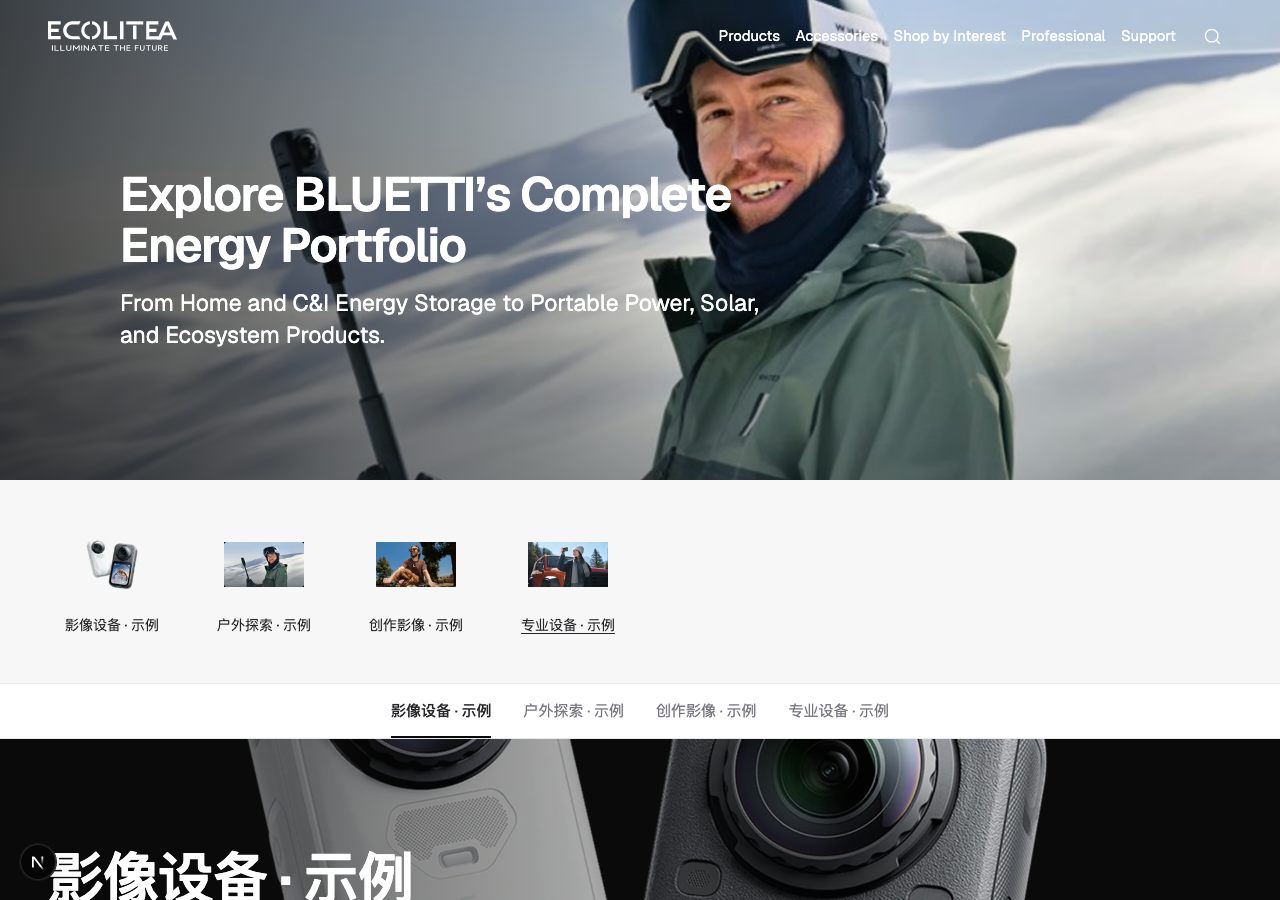 ECOLITEA
ILLUMINATE THE FUTURE
Products Accessories Shop by Interest Professional Support
Explore BLUETTI’s Complete
Energy Portfolio
From Home and C&I Energy Storage to Portable Power, Solar,
and Ecosystem Products.
影像设备 · 示例 户外探索 · 示例 创作影像 · 示例 专业设备 · 示例
影像设备 · 示例 户外探索 · 示例 创作影像 · 示例 专业设备 · 示例
N
影像设备 · 示例